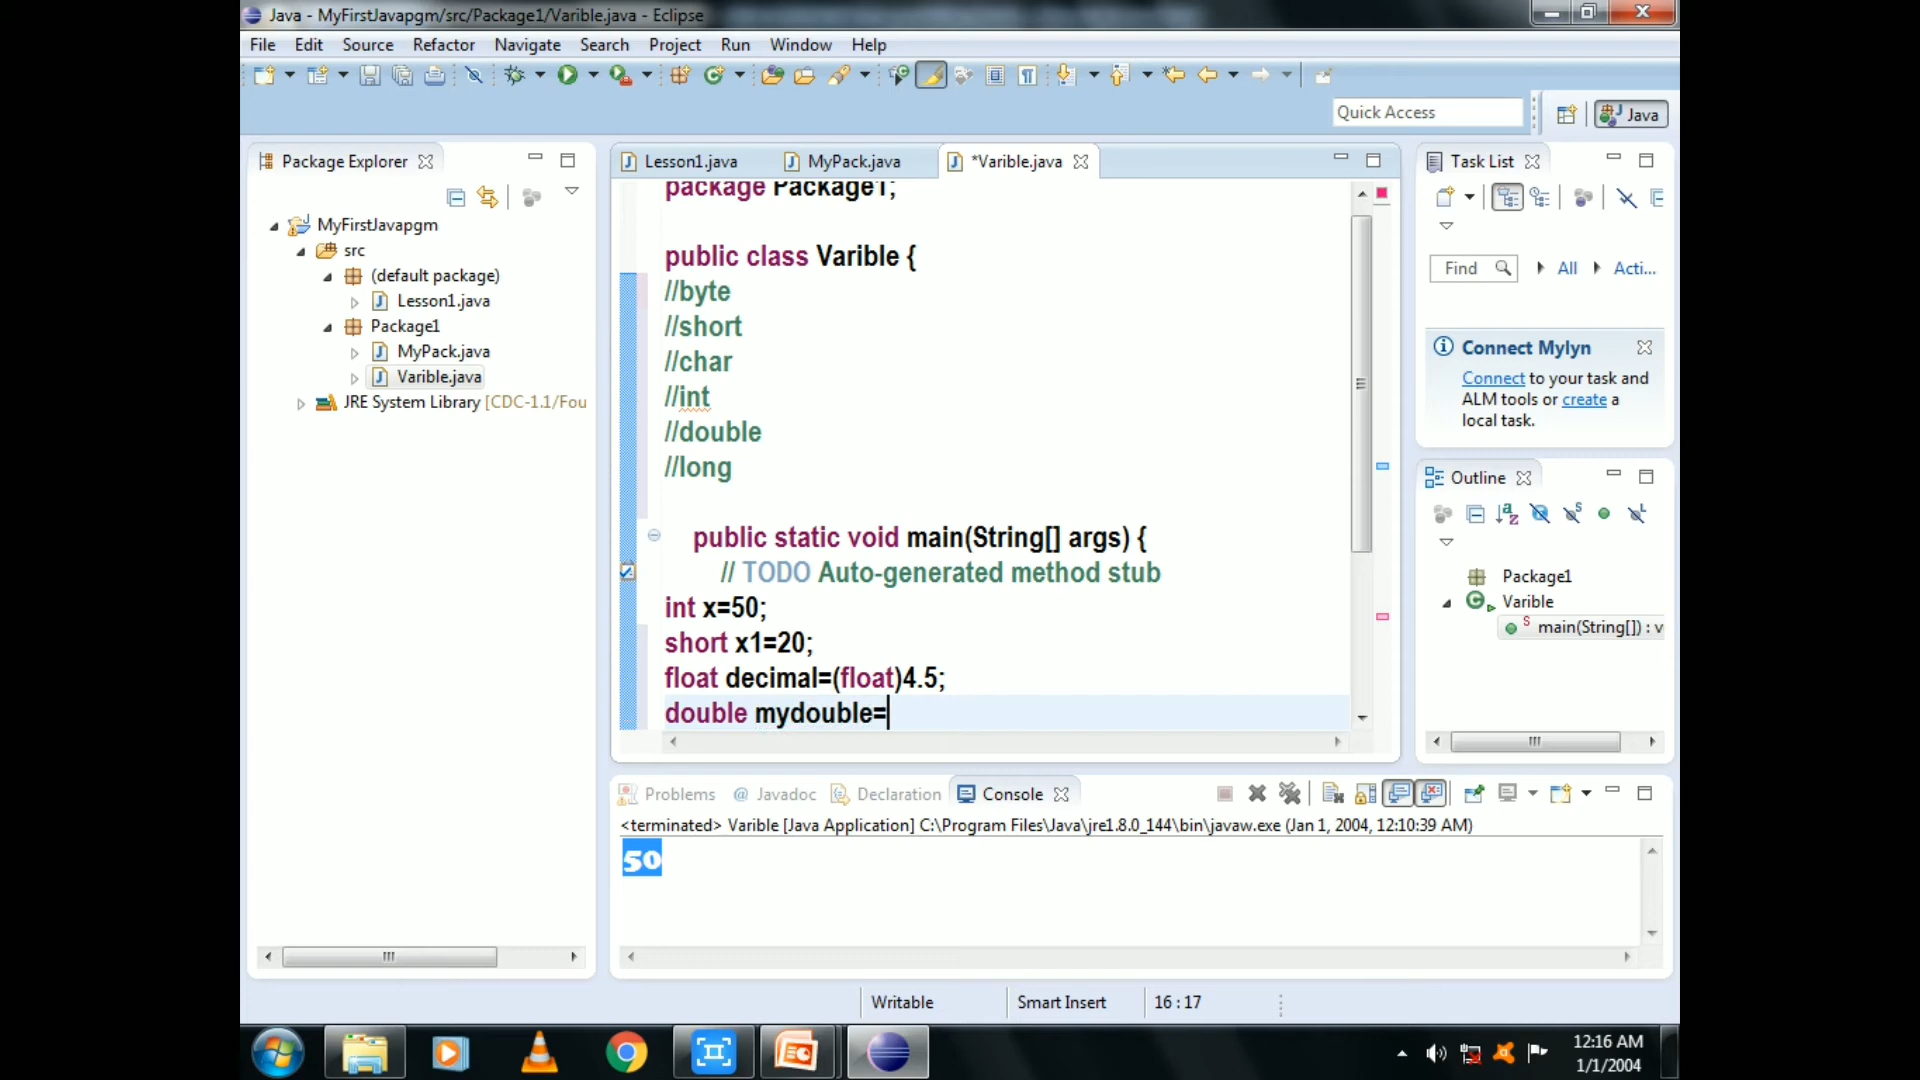 Java - MyFirstJavapgm/src/Package1/Varible.java - Eclipse
File Edit Source Refactor Navigate Search Project Run Window Help
Quick Access
Java
Package Explorer
MyFirstJavapgm
src
(default package)
Lesson1.java
Package1
MyPack.java
Varible.java
JRE System Library [CDC-1.1/Fou
Lesson1.java MyPack.java *Varible.java
package Package1;
public class Varible {
//byte
//short
//char
//int
//double
//long
public static void main(String[] args) {
// TODO Auto-generated method stub
int x=50;
short x1=20;
float decimal=(float)4.5;
double mydouble=
Task List
Find All Acti...
Connect Mylyn
Connect to your task and
ALM tools or create a
local task.
Outline
Package1
Varible
main(String[]) : v
Problems @ Javadoc Declaration Console
<terminated> Varible [Java Application] C:\Program Files\Java\jre1.8.0_144\bin\javaw.exe (Jan 1, 2004, 12:10:39 AM)
50
Writable Smart Insert 16 : 17
12:16 AM
1/1/2004